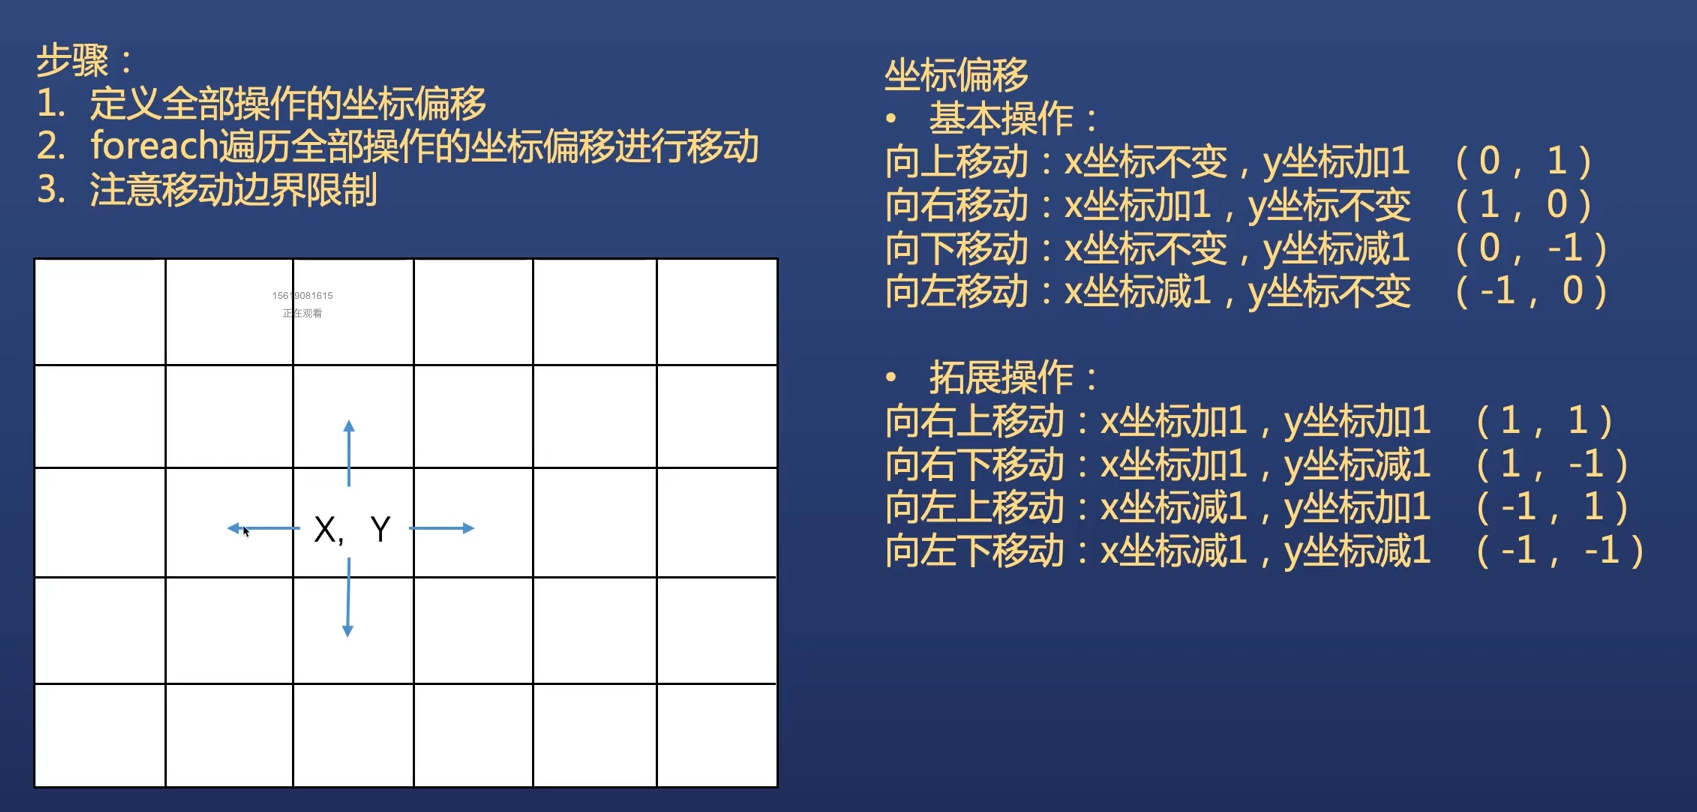 步骤：
1. 定义全部操作的坐标偏移
2. foreach遍历全部操作的坐标偏移进行移动
3. 注意移动边界限制
15619081615
正在观看
X, Y
坐标偏移
• 基本操作：
向上移动：x坐标不变，y坐标加1 （0，1）
向右移动：x坐标加1，y坐标不变 （1，0）
向下移动：x坐标不变，y坐标减1 （0，-1）
向左移动：x坐标减1，y坐标不变 （-1，0）
• 拓展操作：
向右上移动：x坐标加1，y坐标加1 （1，1）
向右下移动：x坐标加1，y坐标减1 （1，-1）
向左上移动：x坐标减1，y坐标加1 （-1，1）
向左下移动：x坐标减1，y坐标减1 （-1，-1）